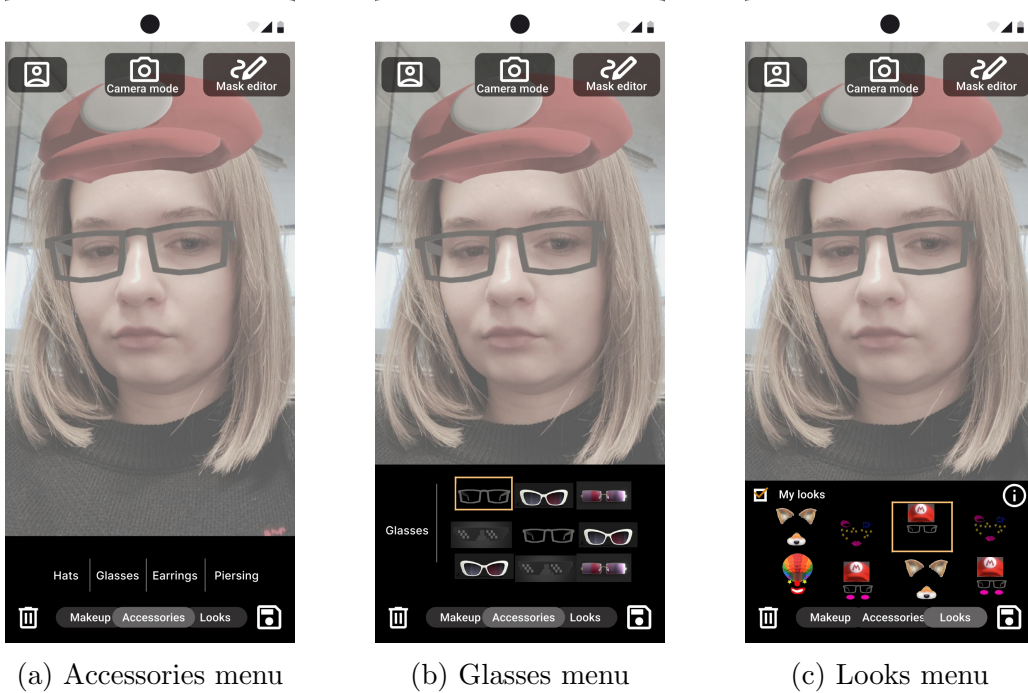 Camera mode
Mask editor
Hats
Glasses
Earrings
Piersing
Makeup
Accessories
Looks
(a) Accessories menu
Camera mode
Mask editor
Glasses
Makeup
Accessories
Looks
(b) Glasses menu
Camera mode
Mask editor
My looks
M
M
M
Makeup
Accessories
Looks
(c) Looks menu